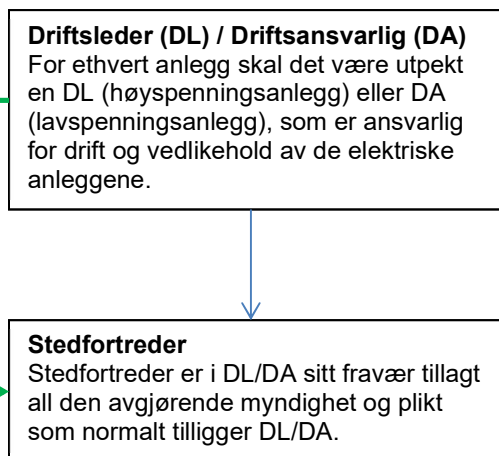 Driftsleder (DL) / Driftsansvarlig (DA)
For ethvert anlegg skal det være utpekt
en DL (høyspenningsanlegg) eller DA
(lavspenningsanlegg), som er ansvarlig
for drift og vedlikehold av de elektriske
anleggene.
Stedfortreder
Stedfortreder er i DL/DA sitt fravær tillagt
all den avgjørende myndighet og plikt
som normalt tilligger DL/DA.